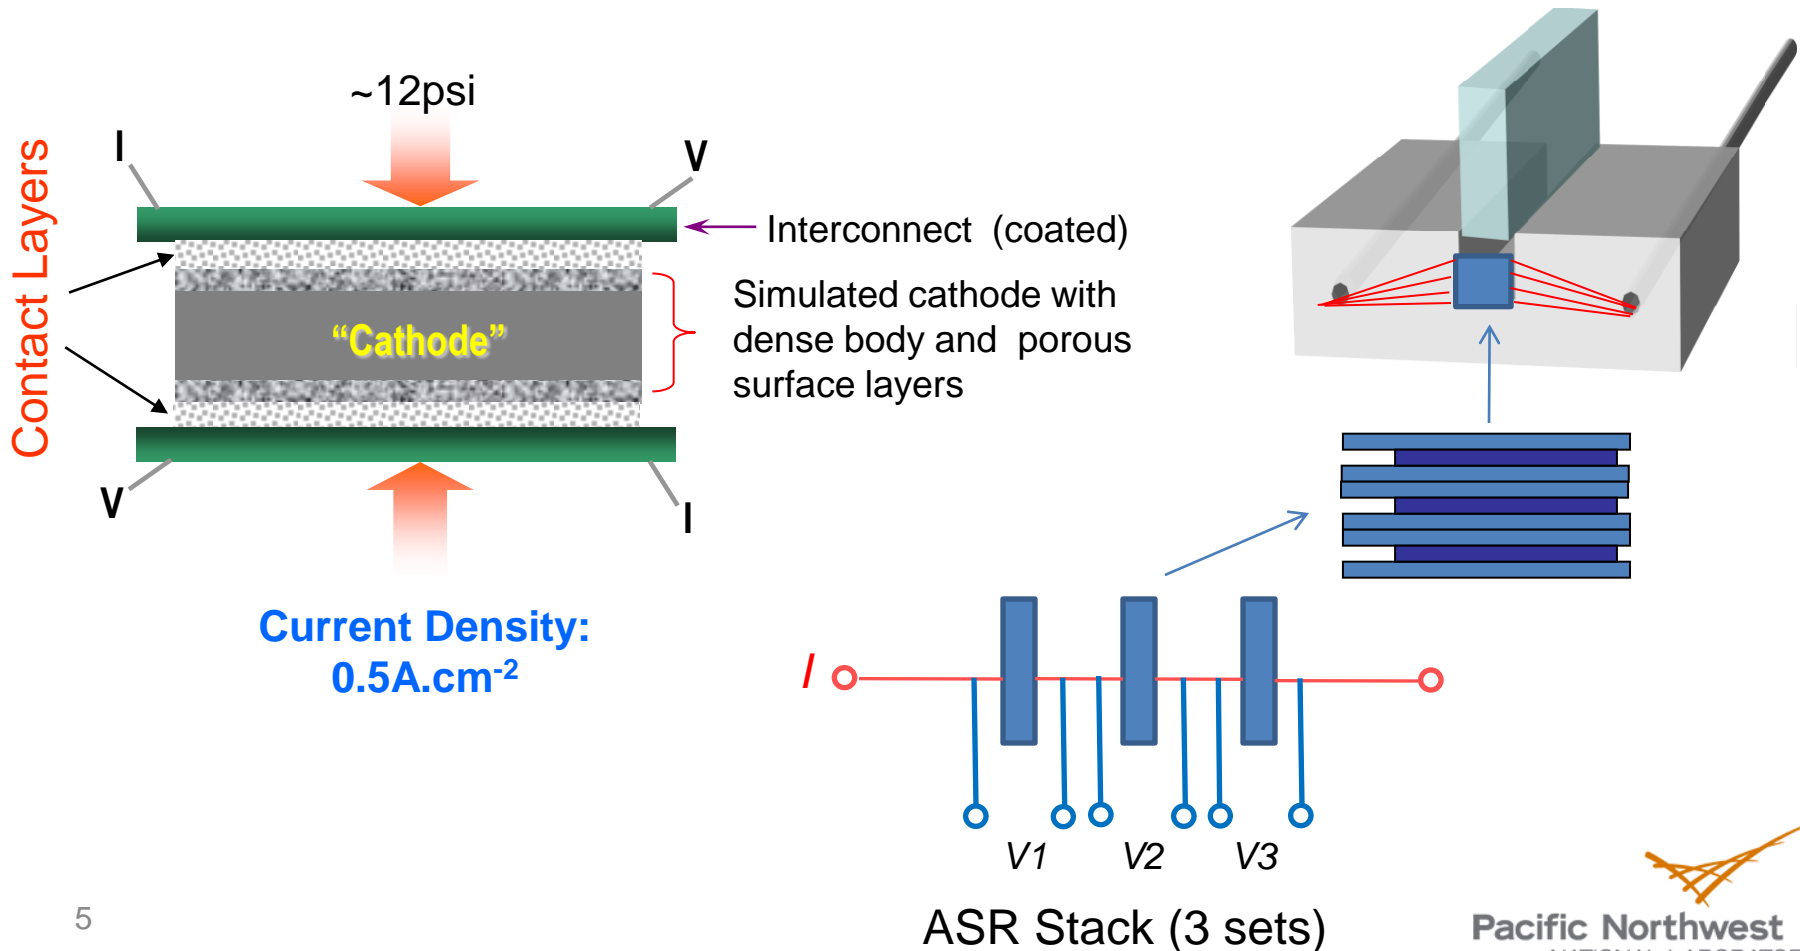 ~12psi
I
V
Contact Layers
Interconnect (coated)
"Cathode"
Simulated cathode with
dense body and porous
surface layers
V
I
Current Density:
0.5A.cm-2
I
V1
V2
V3
ASR Stack (3 sets)
5
Pacific Northwest